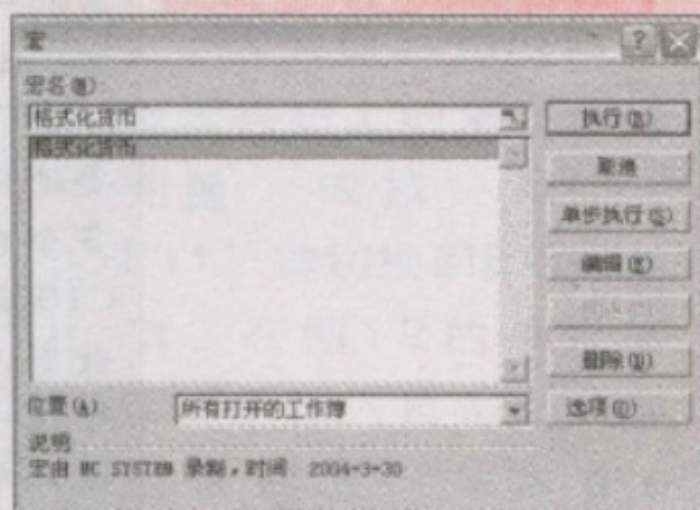 宏
宏名(M):
格式化货币
格式化货币
执行(R)
取消
单步执行(S)
编辑(E)
删除(D)
选项(O)...
位置(A):
所有打开的工作簿
说明
宏由 MC SYSTEM 录制，时间: 2004-3-30